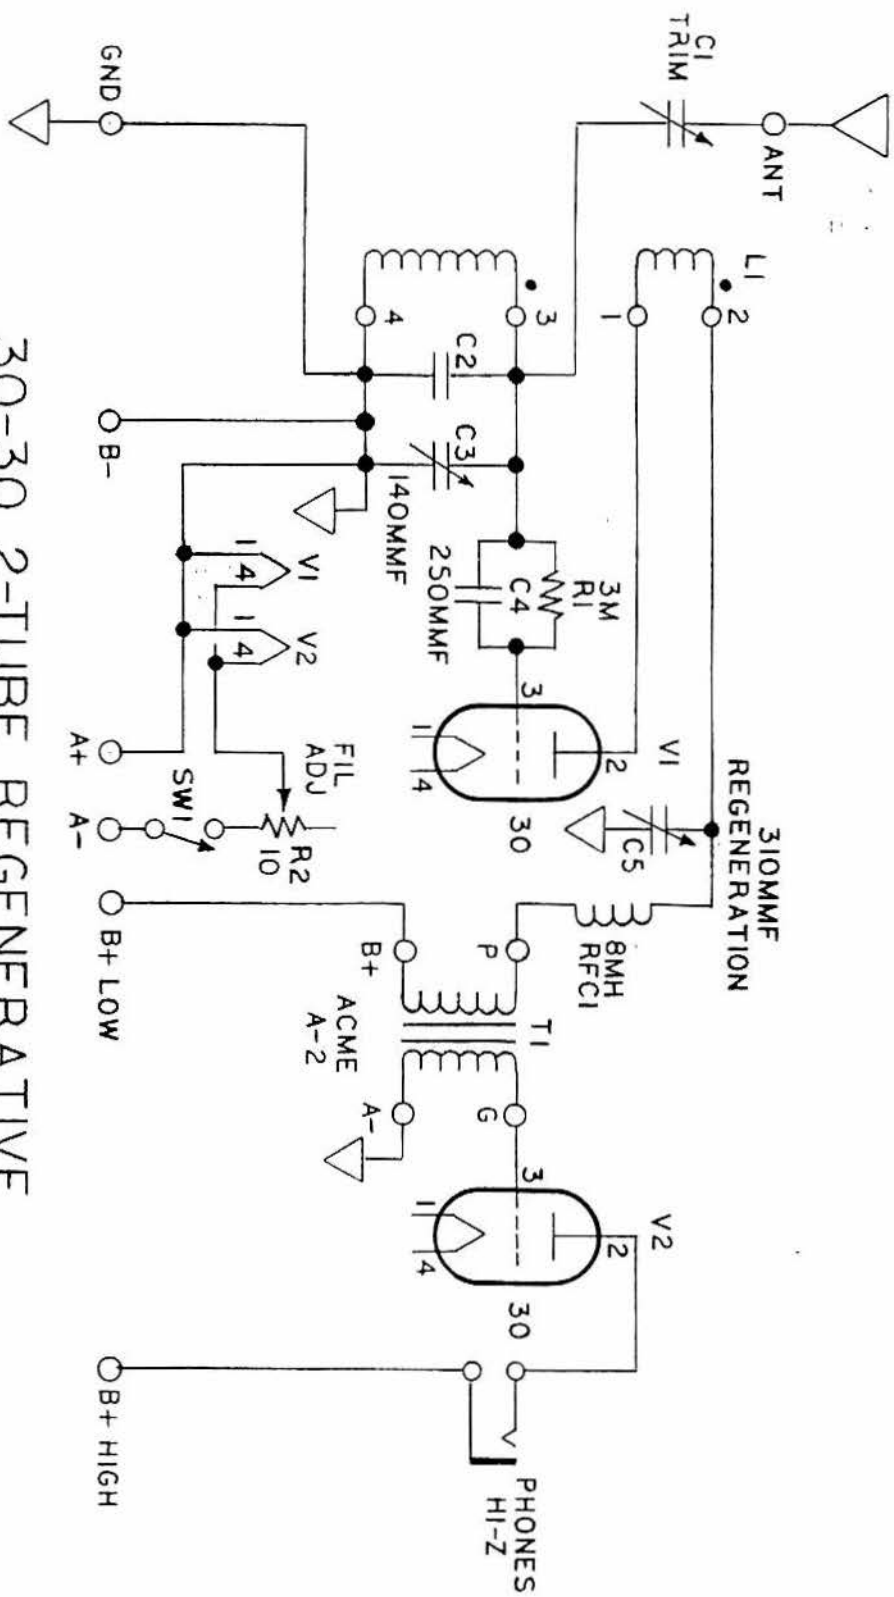 ANT
C1
TRIM
L1
2
1
3
4
C2
C3
140MMF
3M
R1
C4
250MMF
3
2
1
4
V1
30
310MMF
REGENERATION
C5
8MH
RFC1
P
B+
T1
ACME
A-2
G
A-
3
2
1
4
V2
30
PHONES
HI-Z
V1
1
4
V2
1
4
FIL
ADJ
R2
10
SW1
GND
B-
A+
A-
B+ LOW
B+ HIGH
30-30 2-TUBE REGENERATIVE